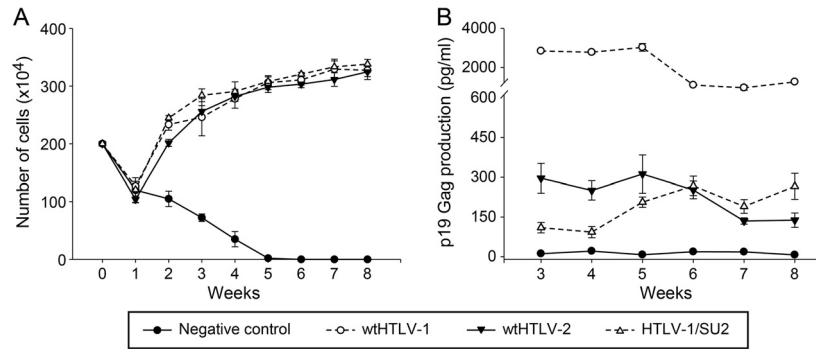 A
Number of cells (x10⁴)
400
300
200
100
0
0 1 2 3 4 5 6 7 8
Weeks
B
p19 Gag production (pg/ml)
4000
2000
600
450
300
150
0
3 4 5 6 7 8
Weeks
Negative control wtHTLV-1 wtHTLV-2 HTLV-1/SU2